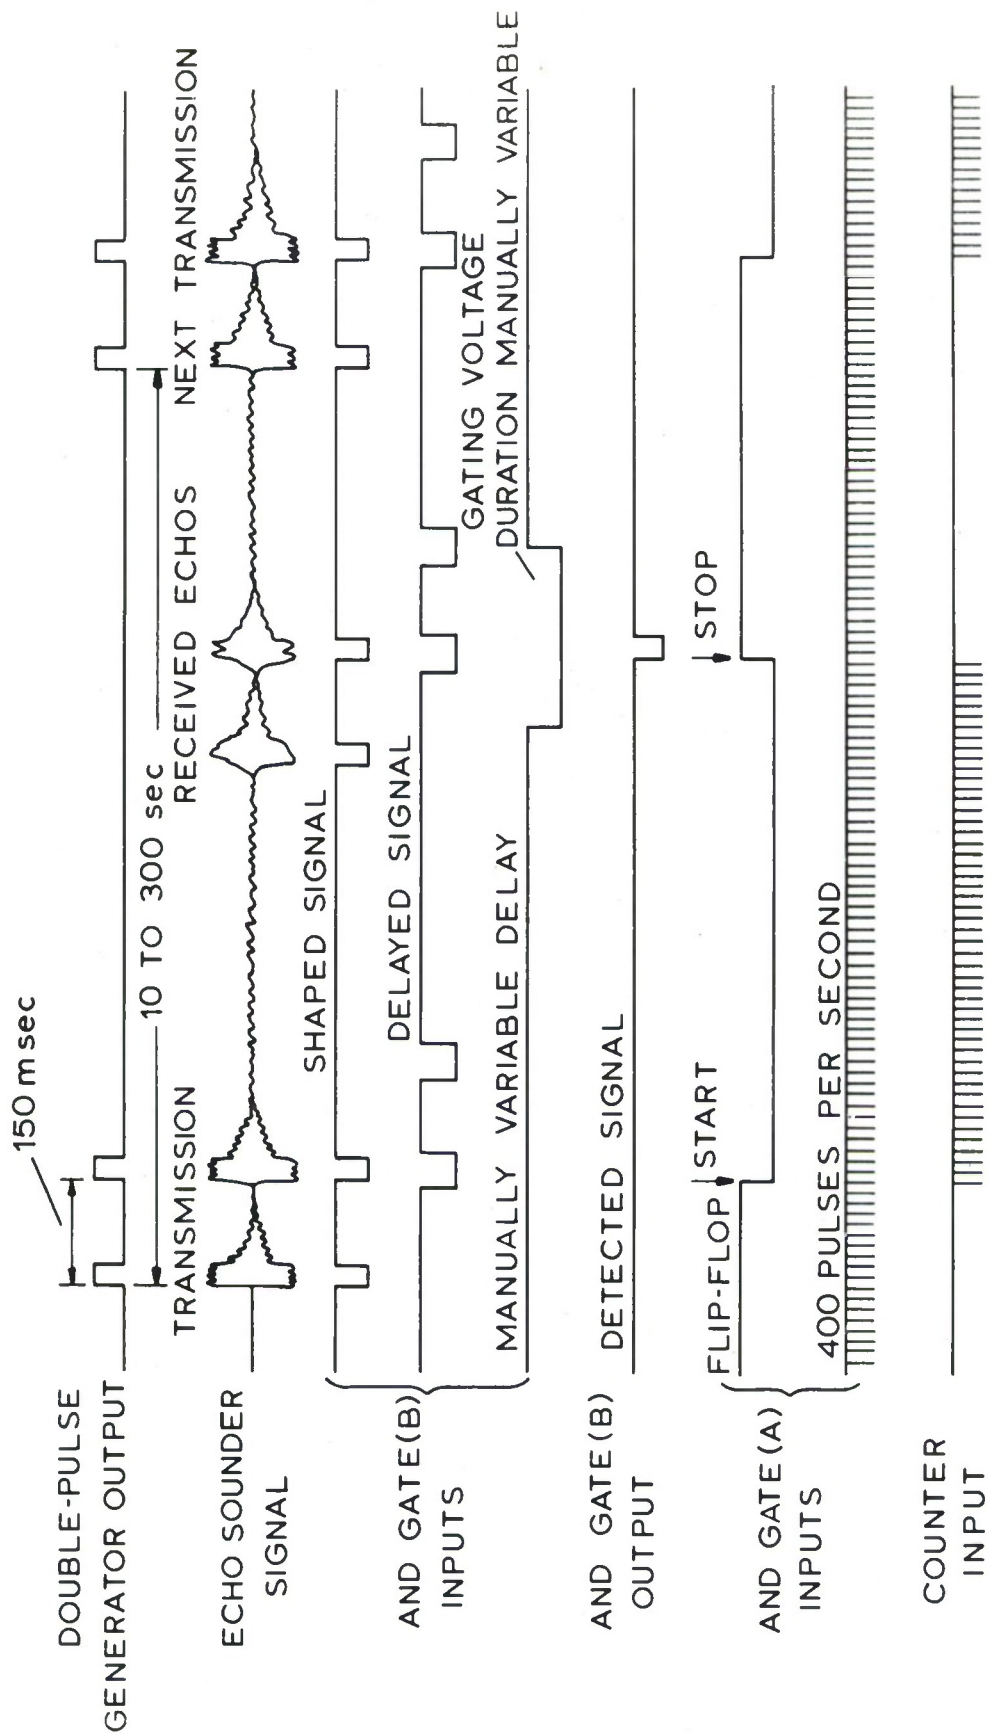 150 msec
DOUBLE-PULSE
GENERATOR OUTPUT
10 TO 300 sec
TRANSMISSION
RECEIVED ECHOS
NEXT TRANSMISSION
ECHO SOUNDER
SIGNAL
SHAPED SIGNAL
DELAYED SIGNAL
AND GATE(B)
INPUTS
GATING VOLTAGE
MANUALLY VARIABLE DELAY
DURATION MANUALLY VARIABLE
DETECTED SIGNAL
AND GATE(B)
OUTPUT
FLIP-FLOP
START
STOP
AND GATE(A)
INPUTS
400 PULSES PER SECOND
COUNTER
INPUT